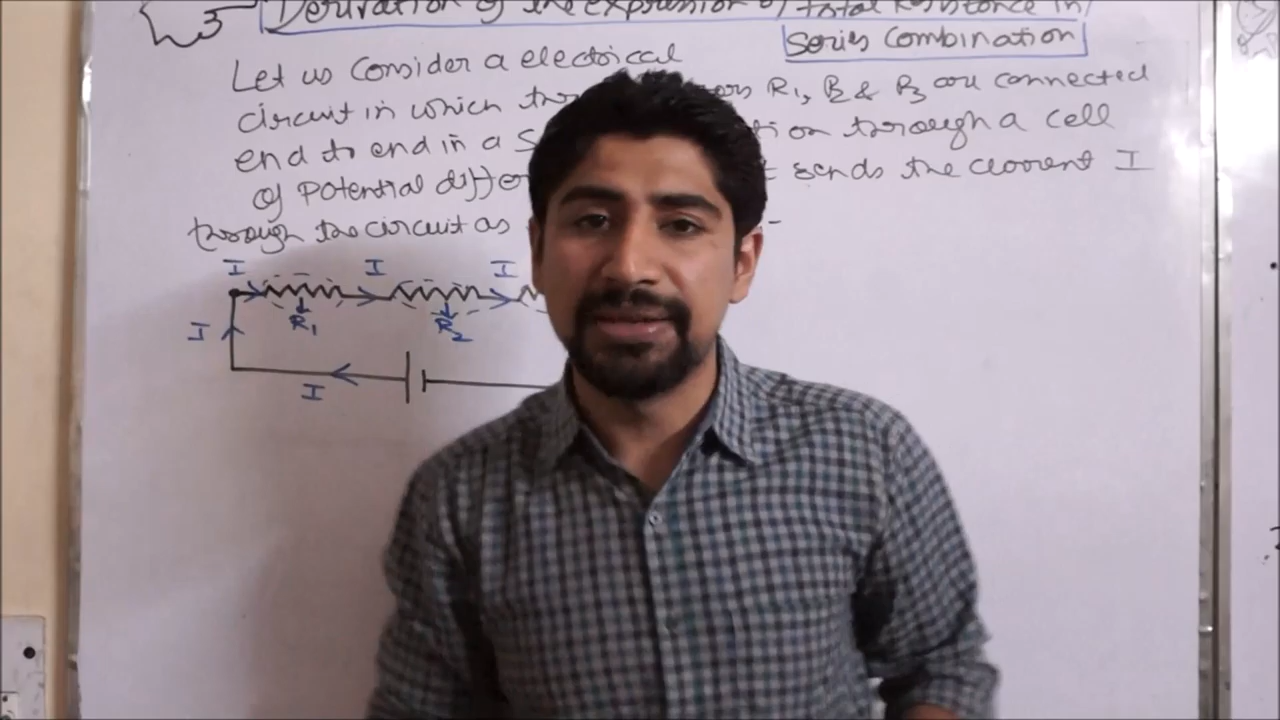 3 Derivation of the expression of total Resistance in
Series Combination
Let us Consider a electrical
circuit in which R1, R2 & R3 are connected
end to end in a through a cell
of Potential sends the current I
through the circuit as -
I I I
R1 R2
I
I